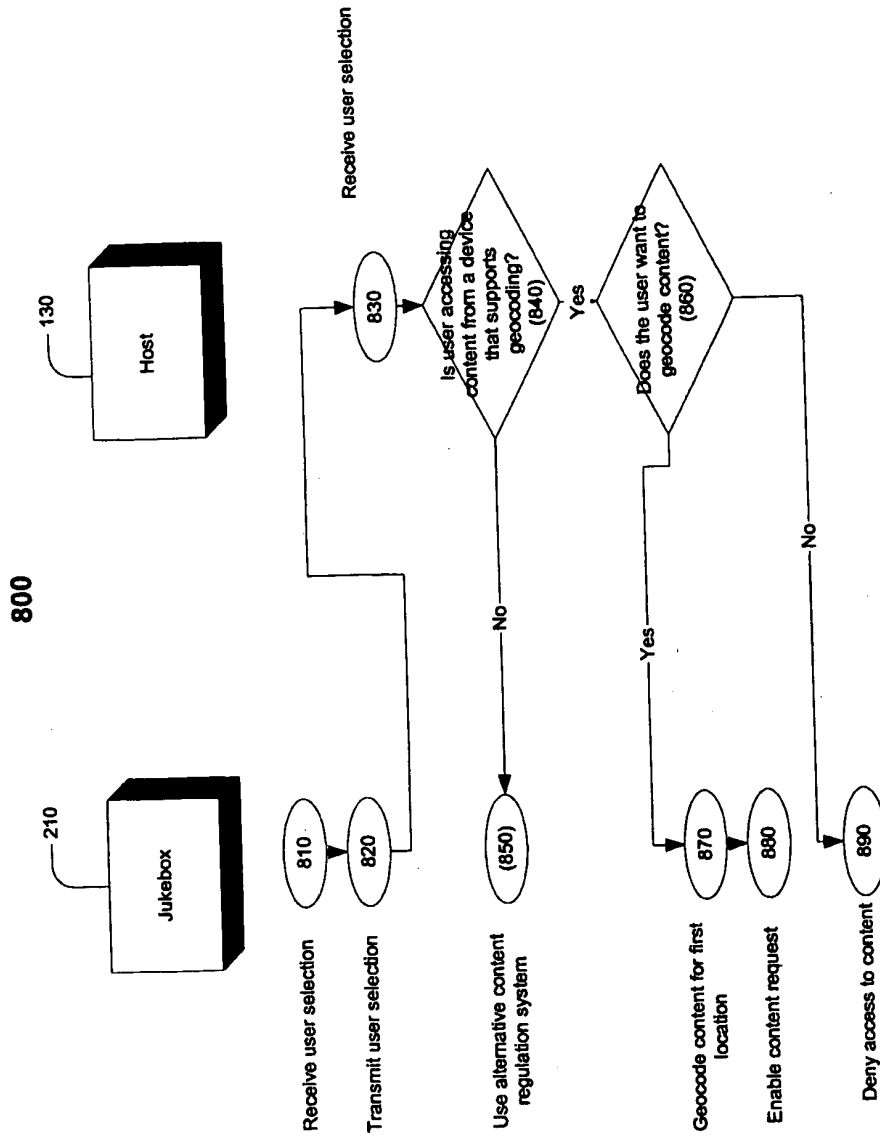 800
210
Jukebox
130
Host
Receive user selection
810
Transmit user selection
820
830
Receive user selection
Is user accessing
content from a device
that supports
geocoding?
(840)
No
Use alternative content
regulation system
(850)
Yes
Does the user want to
geocode content?
(860)
Yes
Geocode content for first
location
870
Enable content request
880
No
Deny access to content
890